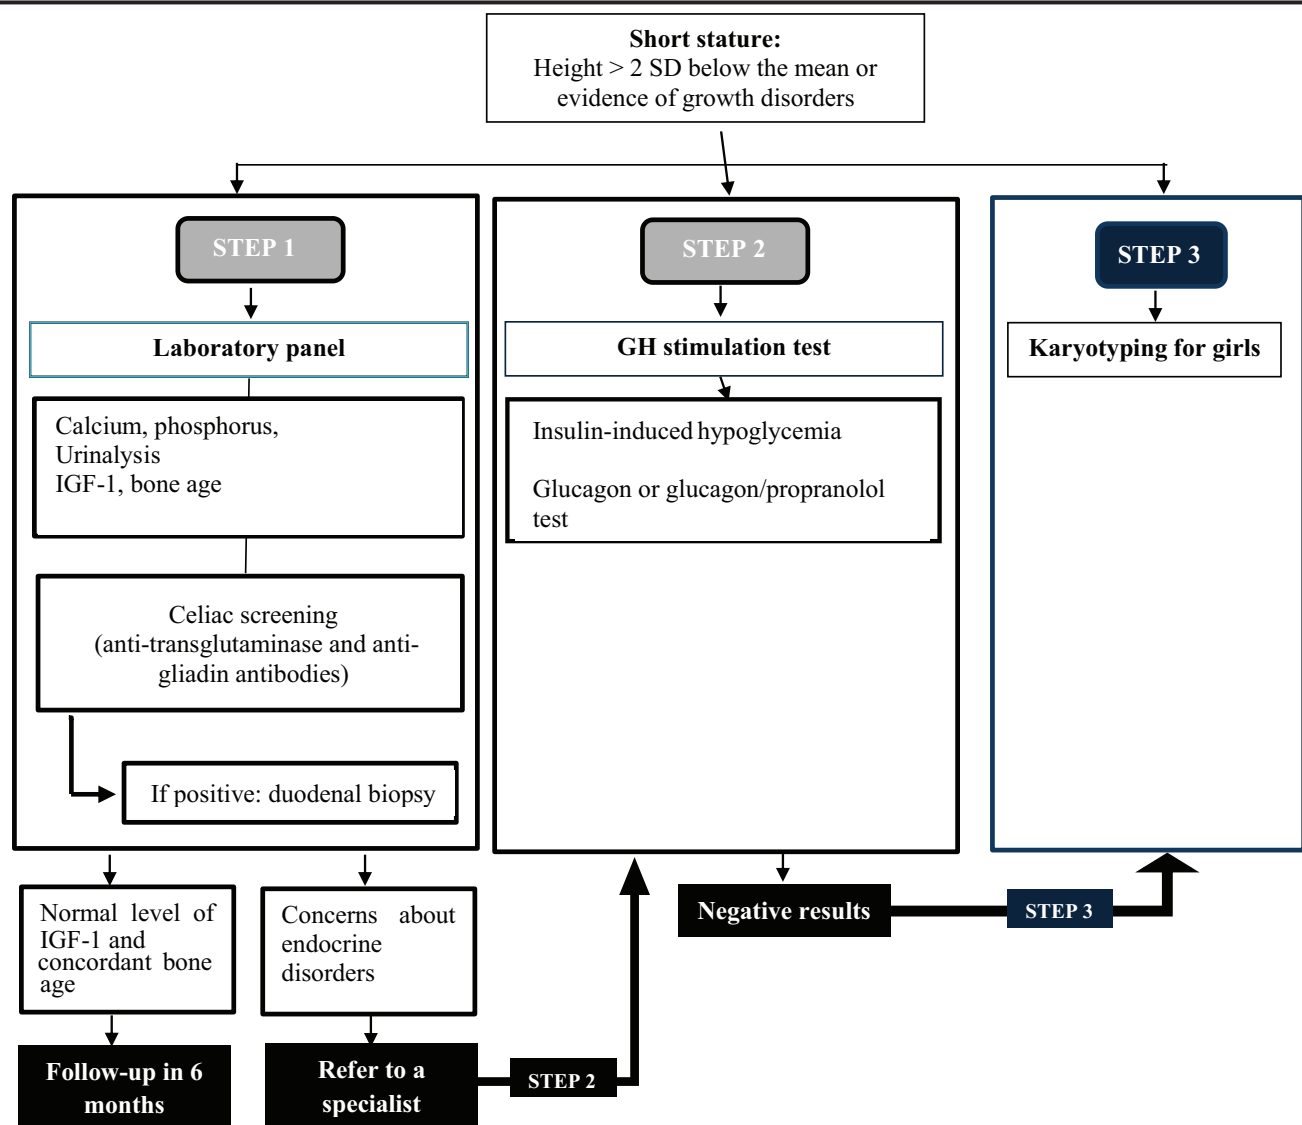 Short stature:
Height > 2 SD below the mean or
evidence of growth disorders
STEP 1
Laboratory panel
Calcium, phosphorus,
Urinalysis
IGF-1, bone age
Celiac screening
(anti-transglutaminase and anti-
gliadin antibodies)
If positive: duodenal biopsy
Normal level of
IGF-1 and
concordant bone
age
Follow-up in 6
months
Concerns about
endocrine
disorders
Refer to a
specialist
STEP 2
STEP 2
GH stimulation test
Insulin-induced hypoglycemia
Glucagon or glucagon/propranolol
test
Negative results
STEP 3
STEP 3
Karyotyping for girls